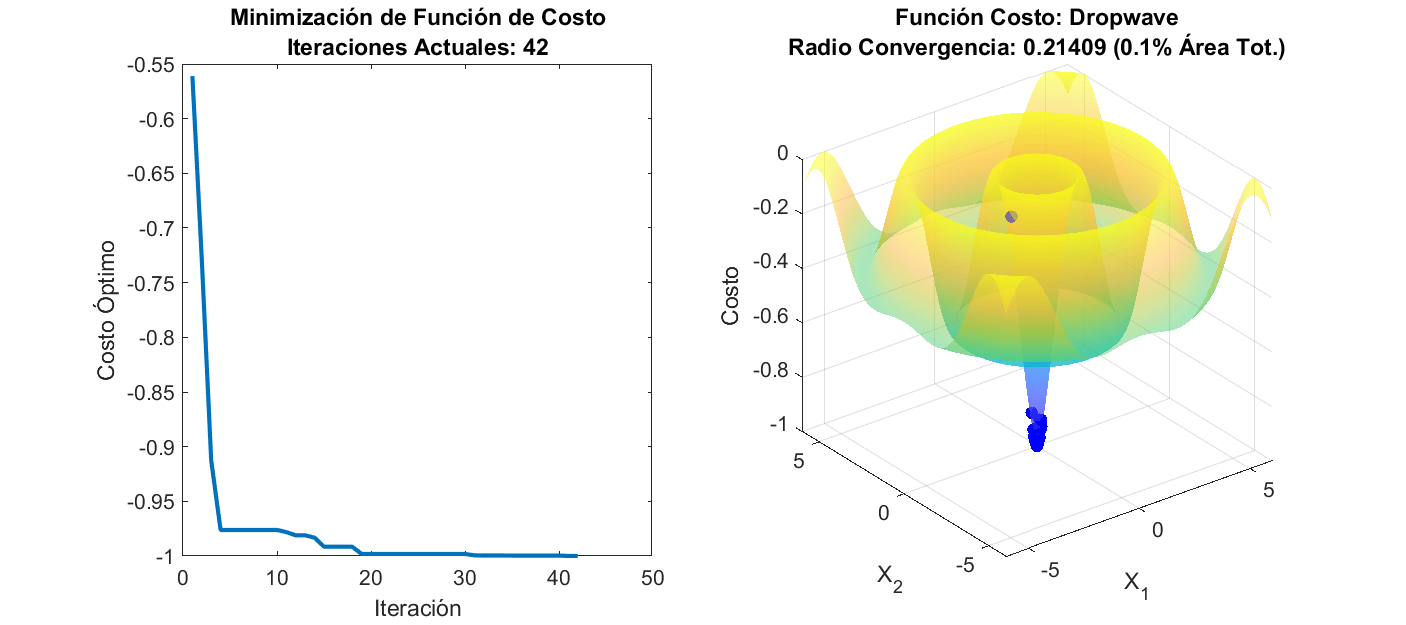 Minimización de Función de Costo
Iteraciones Actuales: 42
-0.55
-0.6
-0.65
-0.7
-0.75
-0.8
-0.85
-0.9
-0.95
-1
Costo Óptimo
0 10 20 30 40 50
Iteración
Función Costo: Dropwave
Radio Convergencia: 0.21409 (0.1% Área Tot.)
0
-0.2
-0.4
-0.6
-0.8
-1
Costo
5
0
-5
X2
-5
0
5
X1